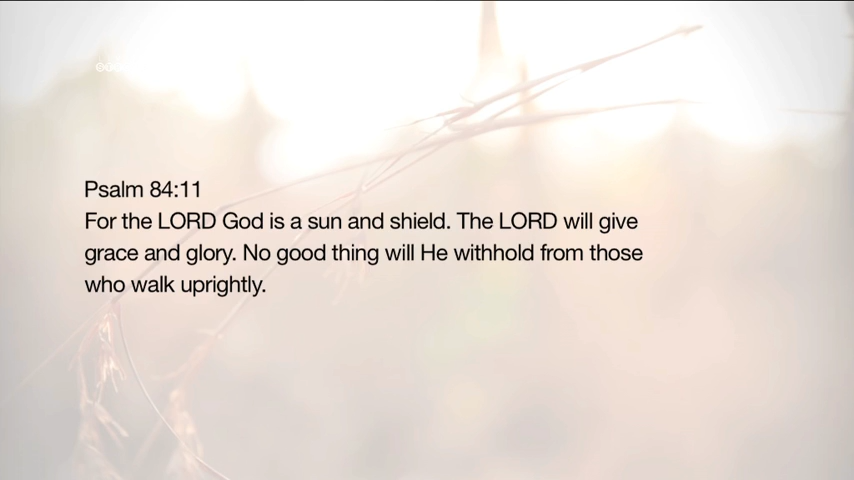 Psalm 84:11
For the LORD God is a sun and shield. The LORD will give
grace and glory. No good thing will He withhold from those
who walk uprightly.